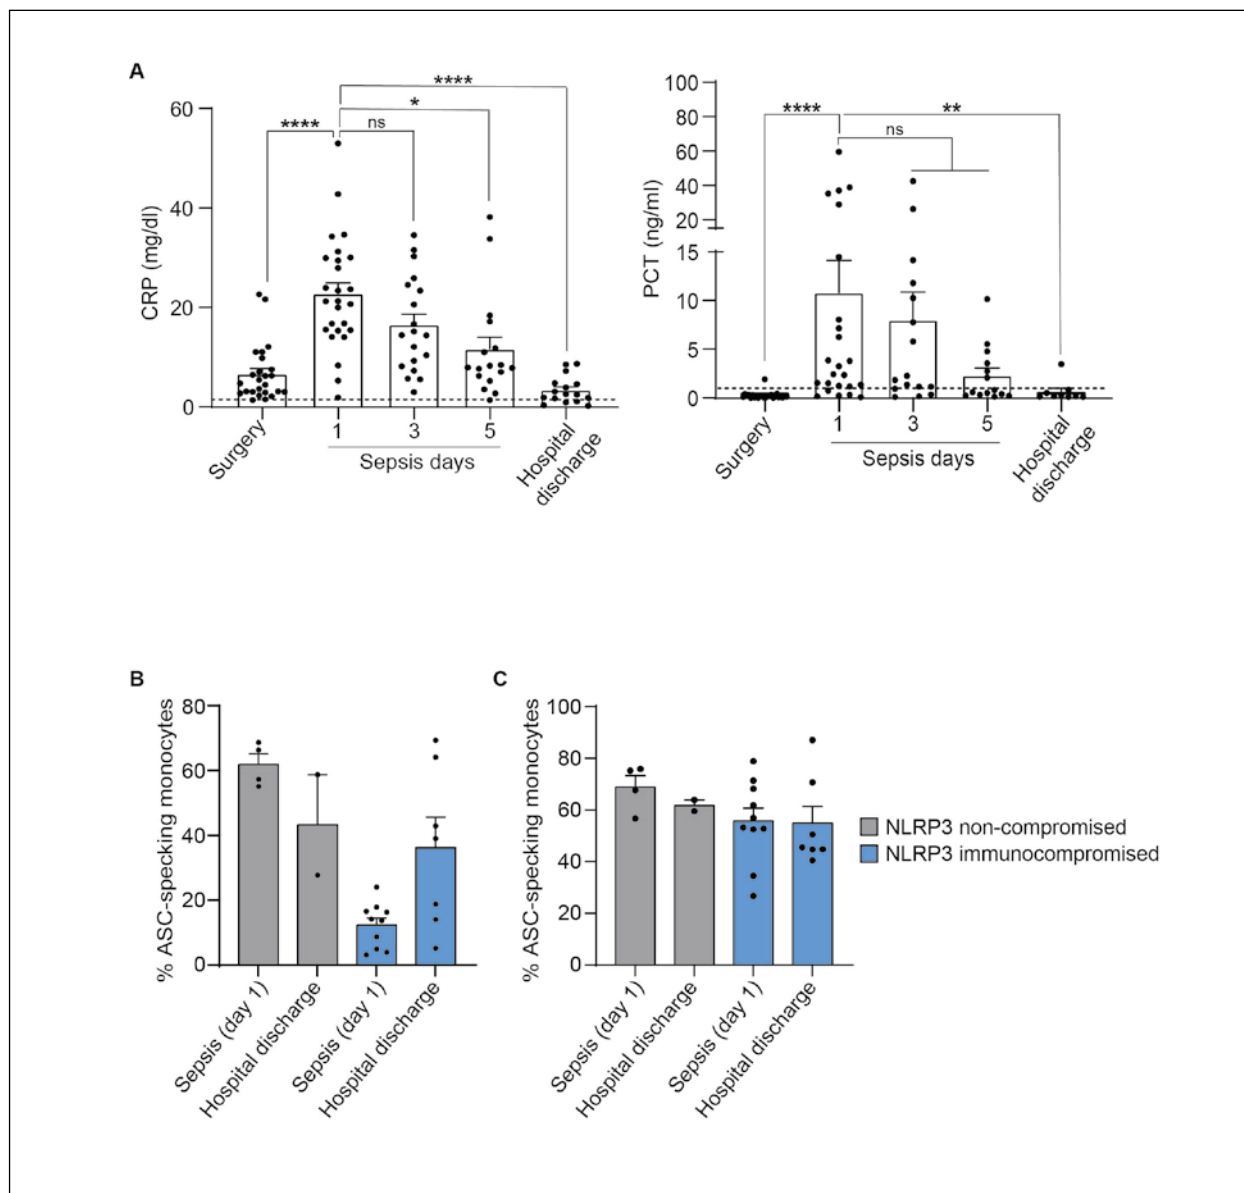 A
CRP (mg/dl)
60
40
20
0
****
*
****
ns
Surgery
1
3
5
Sepsis days
Hospital
discharge
PCT (ng/ml)
100
80
60
40
20
15
10
5
0
****
**
ns
Surgery
1
3
5
Sepsis days
Hospital
discharge
B
% ASC-specking monocytes
80
60
40
20
0
Sepsis (day 1)
Hospital discharge
Sepsis (day 1)
Hospital discharge
C
% ASC-specking monocytes
100
80
60
40
20
0
Sepsis (day 1)
Hospital discharge
Sepsis (day 1)
Hospital discharge
NLRP3 non-compromised
NLRP3 immunocompromised